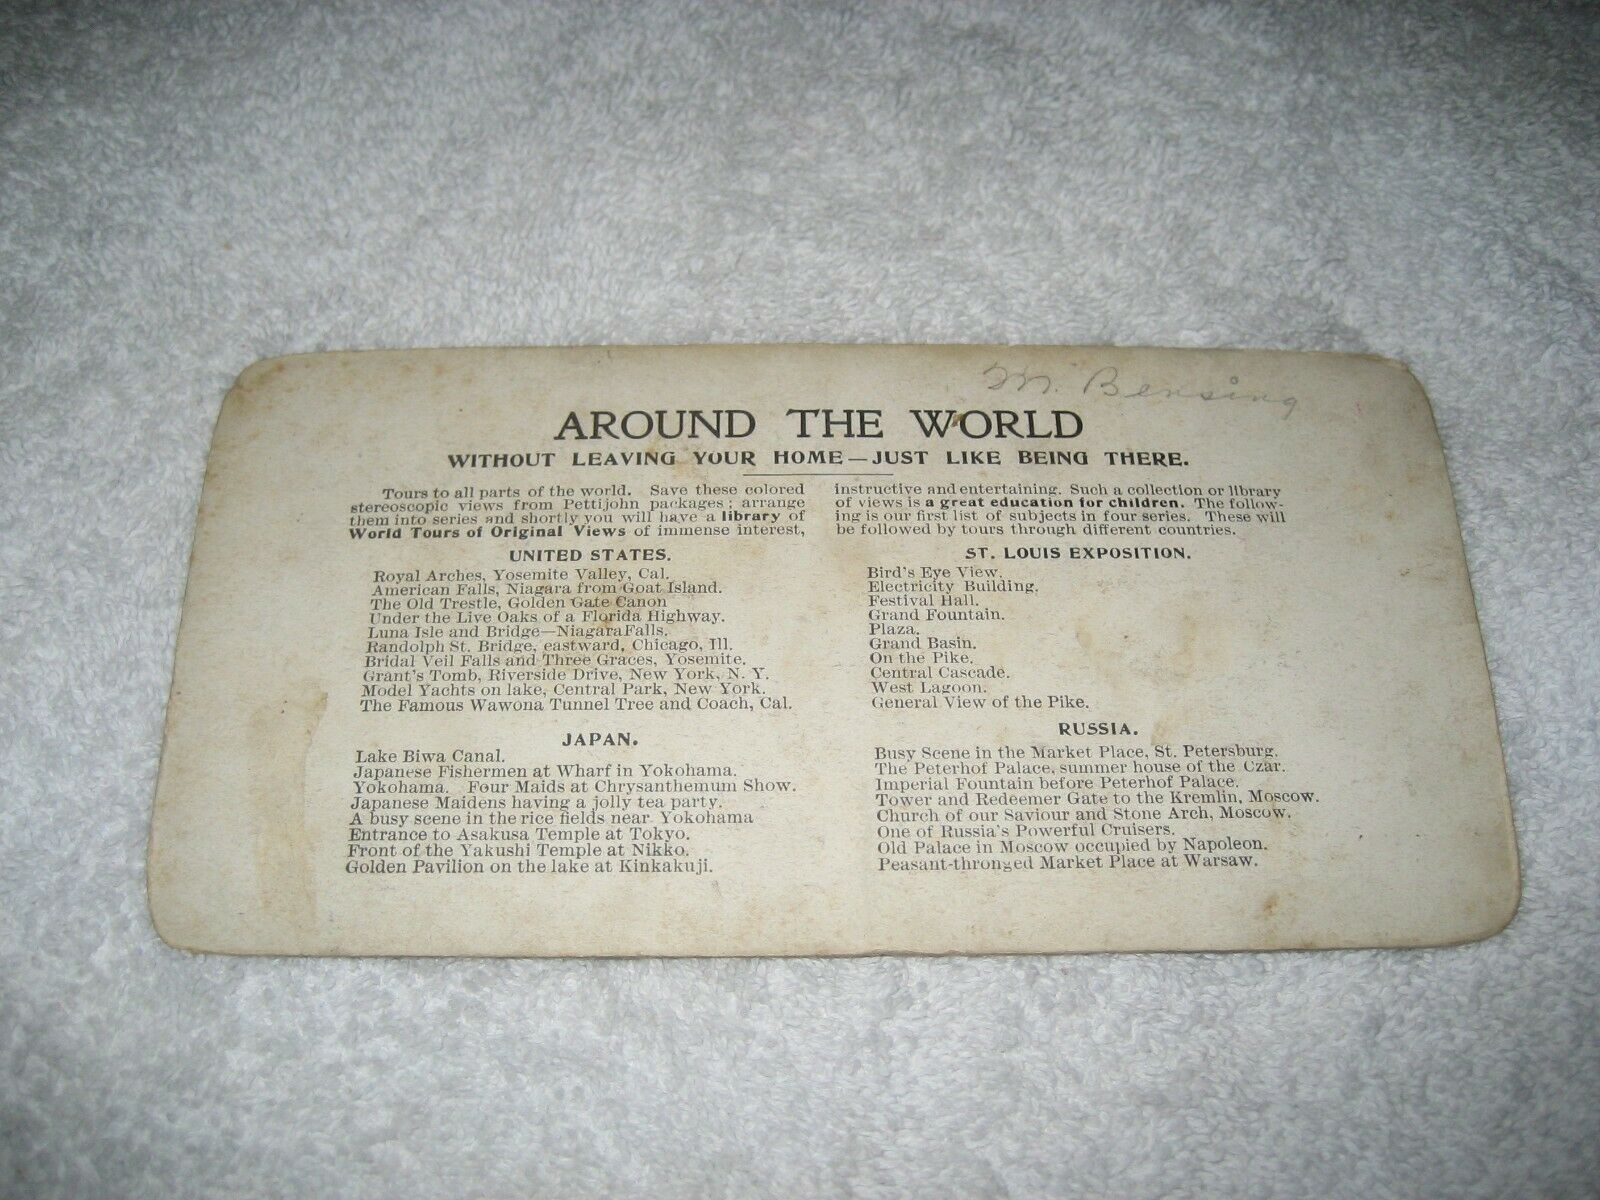 M. Bensing
AROUND THE WORLD
WITHOUT LEAVING YOUR HOME—JUST LIKE BEING THERE.
Tours to all parts of the world. Save these colored
stereoscopic views from Pettijohn packages; arrange
them into series and shortly you will have a library of
World Tours of Original Views of immense interest,
instructive and entertaining. Such a collection or library
of views is a great education for children. The follow-
ing is our first list of subjects in four series. These will
be followed by tours through different countries.
UNITED STATES.
Royal Arches, Yosemite Valley, Cal.
American Falls, Niagara from Goat Island.
The Old Trestle, Golden Gate Canon
Under the Live Oaks of a Florida Highway.
Luna Isle and Bridge—NiagaraFalls.
Randolph St. Bridge, eastward, Chicago, Ill.
Bridal Veil Falls and Three Graces, Yosemite.
Grant's Tomb, Riverside Drive, New York, N. Y.
Model Yachts on lake, Central Park, New York.
The Famous Wawona Tunnel Tree and Coach, Cal.
JAPAN.
Lake Biwa Canal.
Japanese Fishermen at Wharf in Yokohama.
Yokohama. Four Maids at Chrysanthemum Show.
Japanese Maidens having a jolly tea party.
A busy scene in the rice fields near Yokohama
Entrance to Asakusa Temple at Tokyo.
Front of the Yakushi Temple at Nikko.
Golden Pavilion on the lake at Kinkakuji.
ST. LOUIS EXPOSITION.
Bird's Eye View.
Electricity Building.
Festival Hall.
Grand Fountain.
Plaza.
Grand Basin.
On the Pike.
Central Cascade.
West Lagoon.
General View of the Pike.
RUSSIA.
Busy Scene in the Market Place, St. Petersburg.
The Peterhof Palace, summer house of the Czar.
Imperial Fountain before Peterhof Palace.
Tower and Redeemer Gate to the Kremlin, Moscow.
Church of our Saviour and Stone Arch, Moscow.
One of Russia's Powerful Cruisers.
Old Palace in Moscow occupied by Napoleon.
Peasant-thronged Market Place at Warsaw.